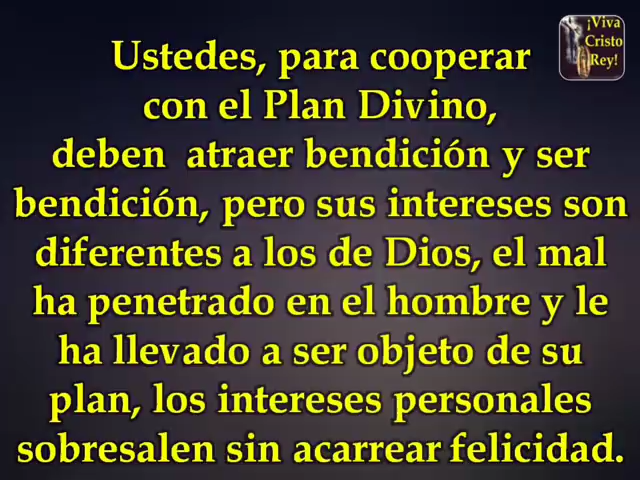 ¡Viva
Cristo
Rey!
Ustedes, para cooperar
con el Plan Divino,
deben atraer bendición y ser
bendición, pero sus intereses son
diferentes a los de Dios, el mal
ha penetrado en el hombre y le
ha llevado a ser objeto de su
plan, los intereses personales
sobresalen sin acarrear felicidad.